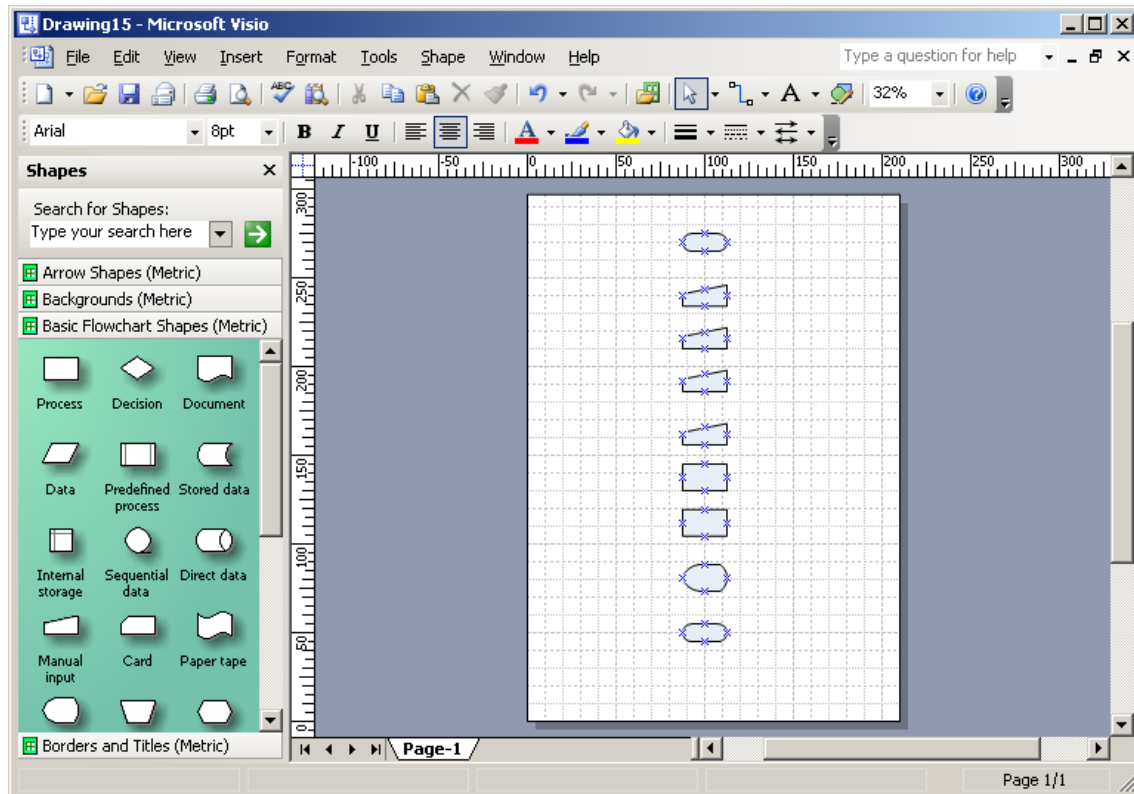 Drawing15 - Microsoft Visio
File Edit View Insert Format Tools Shape Window Help Type a question for help
ABC A 32%
Arial 8pt B I U A
Shapes
-100 -50 0 50 100 150 200 250 300
Search for Shapes:
Type your search here
Arrow Shapes (Metric)
Backgrounds (Metric)
Basic Flowchart Shapes (Metric)
Process Decision Document
Data Predefined process Stored data
Internal storage Sequential data Direct data
Manual input Card Paper tape
Borders and Titles (Metric)
300
250
200
150
100
50
0
Page-1
Page 1/1